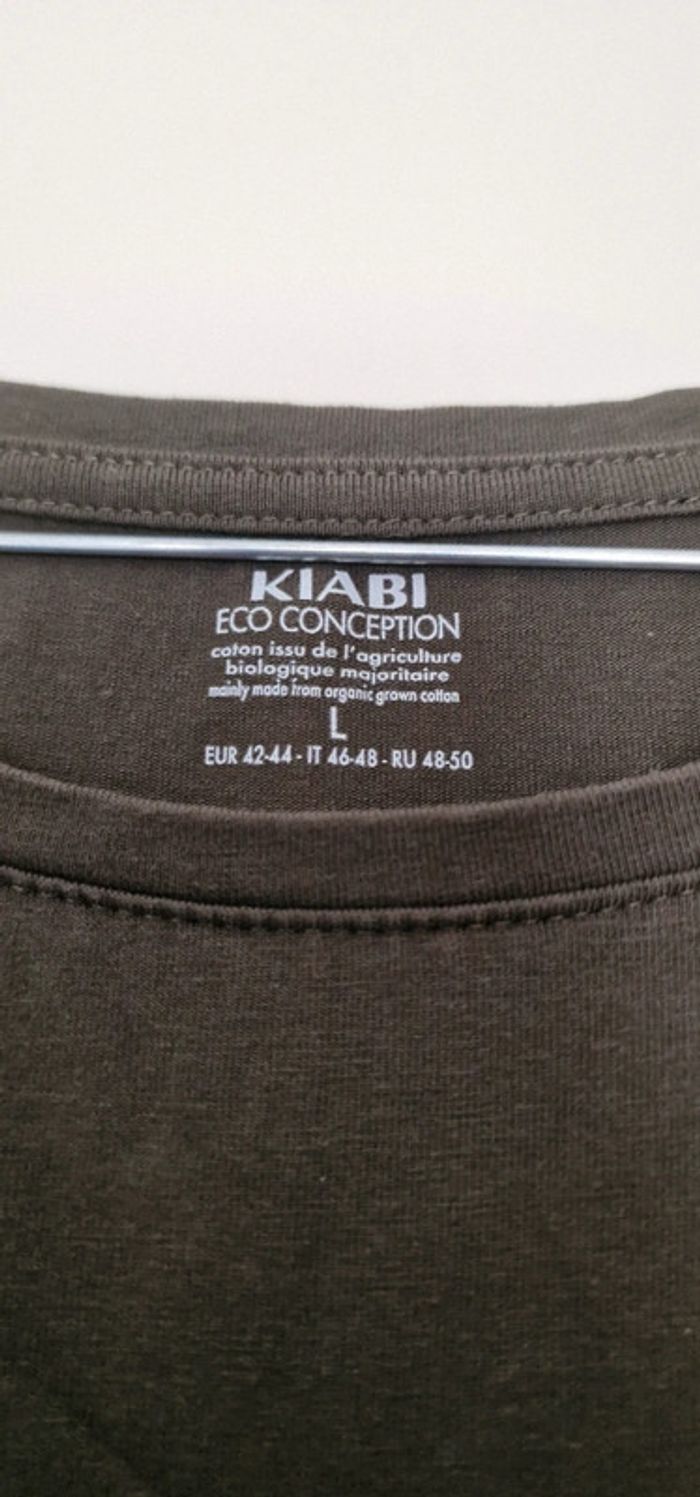 KIABI
ECO CONCEPTION
coton issu de l'agriculture
biologique majoritaire
mainly made from organic grown cotton
L
EUR 42-44 - IT 46-48 - RU 48-50